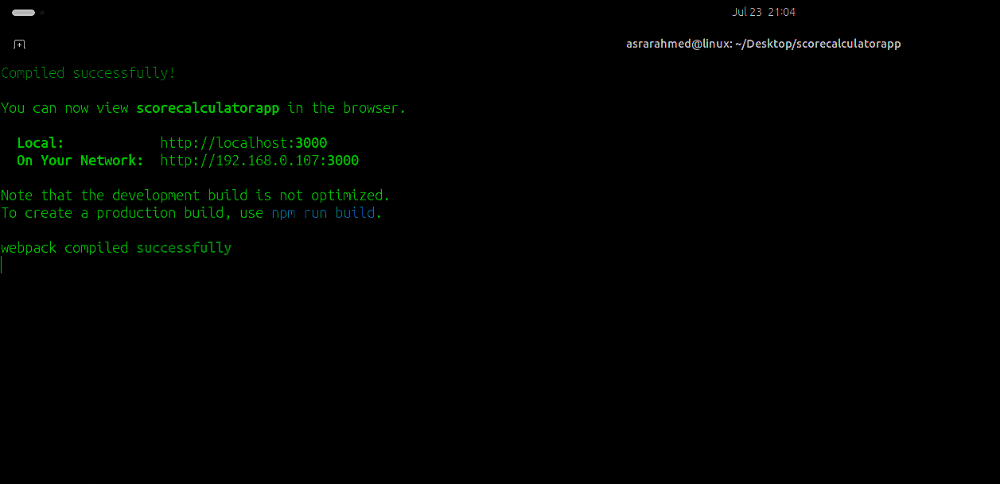 Jul 23 21:04
asrarahmed@linux: ~/Desktop/scorecalculatorapp
Compiled successfully!
You can now view scorecalculatorapp in the browser.
Local: http://localhost:3000
On Your Network: http://192.168.0.107:3000
Note that the development build is not optimized.
To create a production build, use npm run build.
webpack compiled successfully